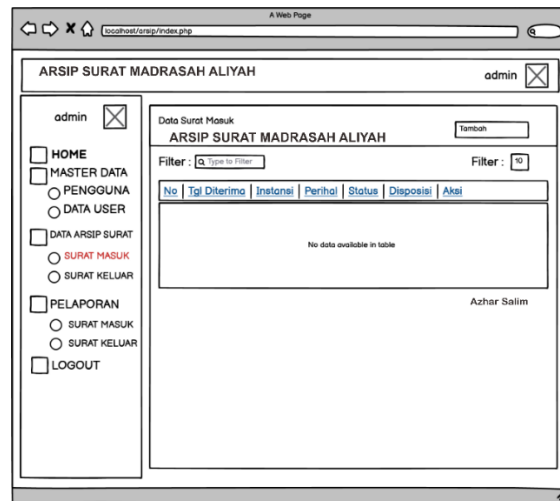 A Web Page
localhost/arsip/index.php
ARSIP SURAT MADRASAH ALIYAH
admin
admin
HOME
MASTER DATA
PENGGUNA
DATA USER
DATA ARSIP SURAT
SURAT MASUK
SURAT KELUAR
PELAPORAN
SURAT MASUK
SURAT KELUAR
LOGOUT
Data Surat Masuk
ARSIP SURAT MADRASAH ALIYAH
Tambah
Filter : Type to Filter
Filter : 10
No Tgl Diterima Instansi Perihal Status Disposisi Aksi
No data available in table
Azhar Salim